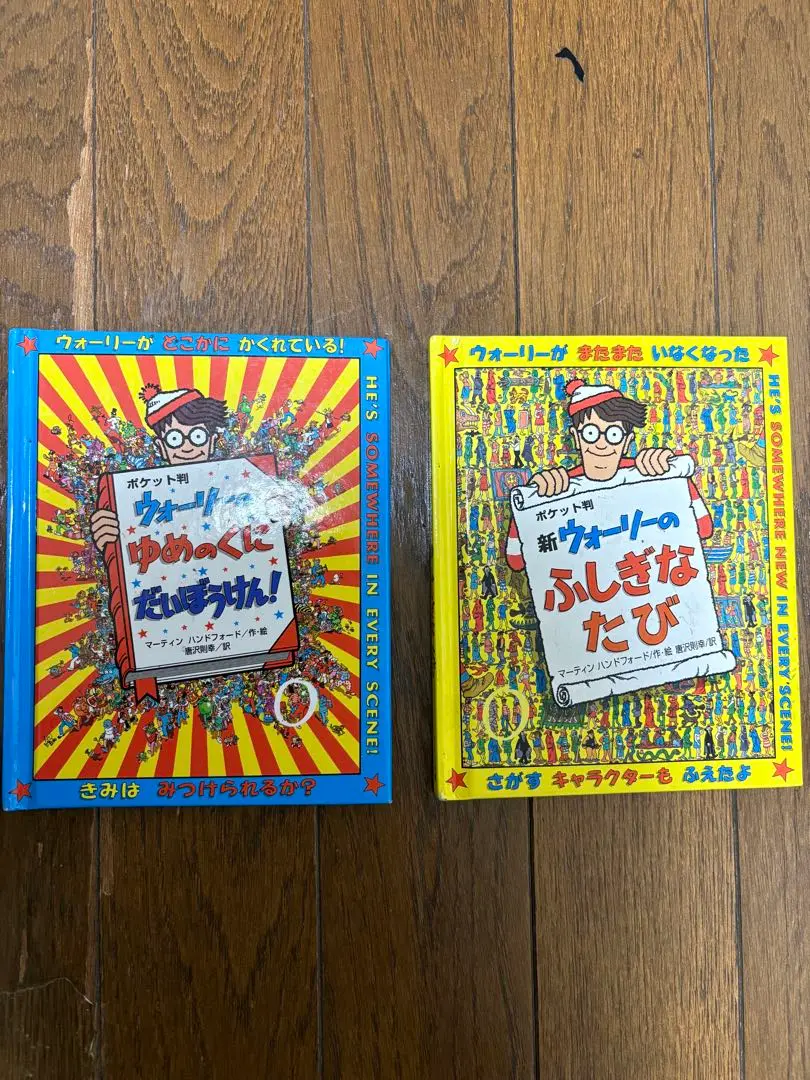 ウォーリーが どこかに かくれている!
HE'S SOMEWHERE IN EVERY SCENE!
ポケット判
ウォーリーの
ゆめのくに
だいぼうけん!
マーティン ハンドフォード/作・絵
唐沢則幸/訳
きみは みつけられるか?
ウォーリーが またまた いなくなった
HE'S SOMEWHERE NEW IN EVERY SCENE!
ポケット判
新ウォーリーの
ふしぎな
たび
マーティン ハンドフォード/作・絵 唐沢則幸/訳
さがす キャラクターも ふえたよ